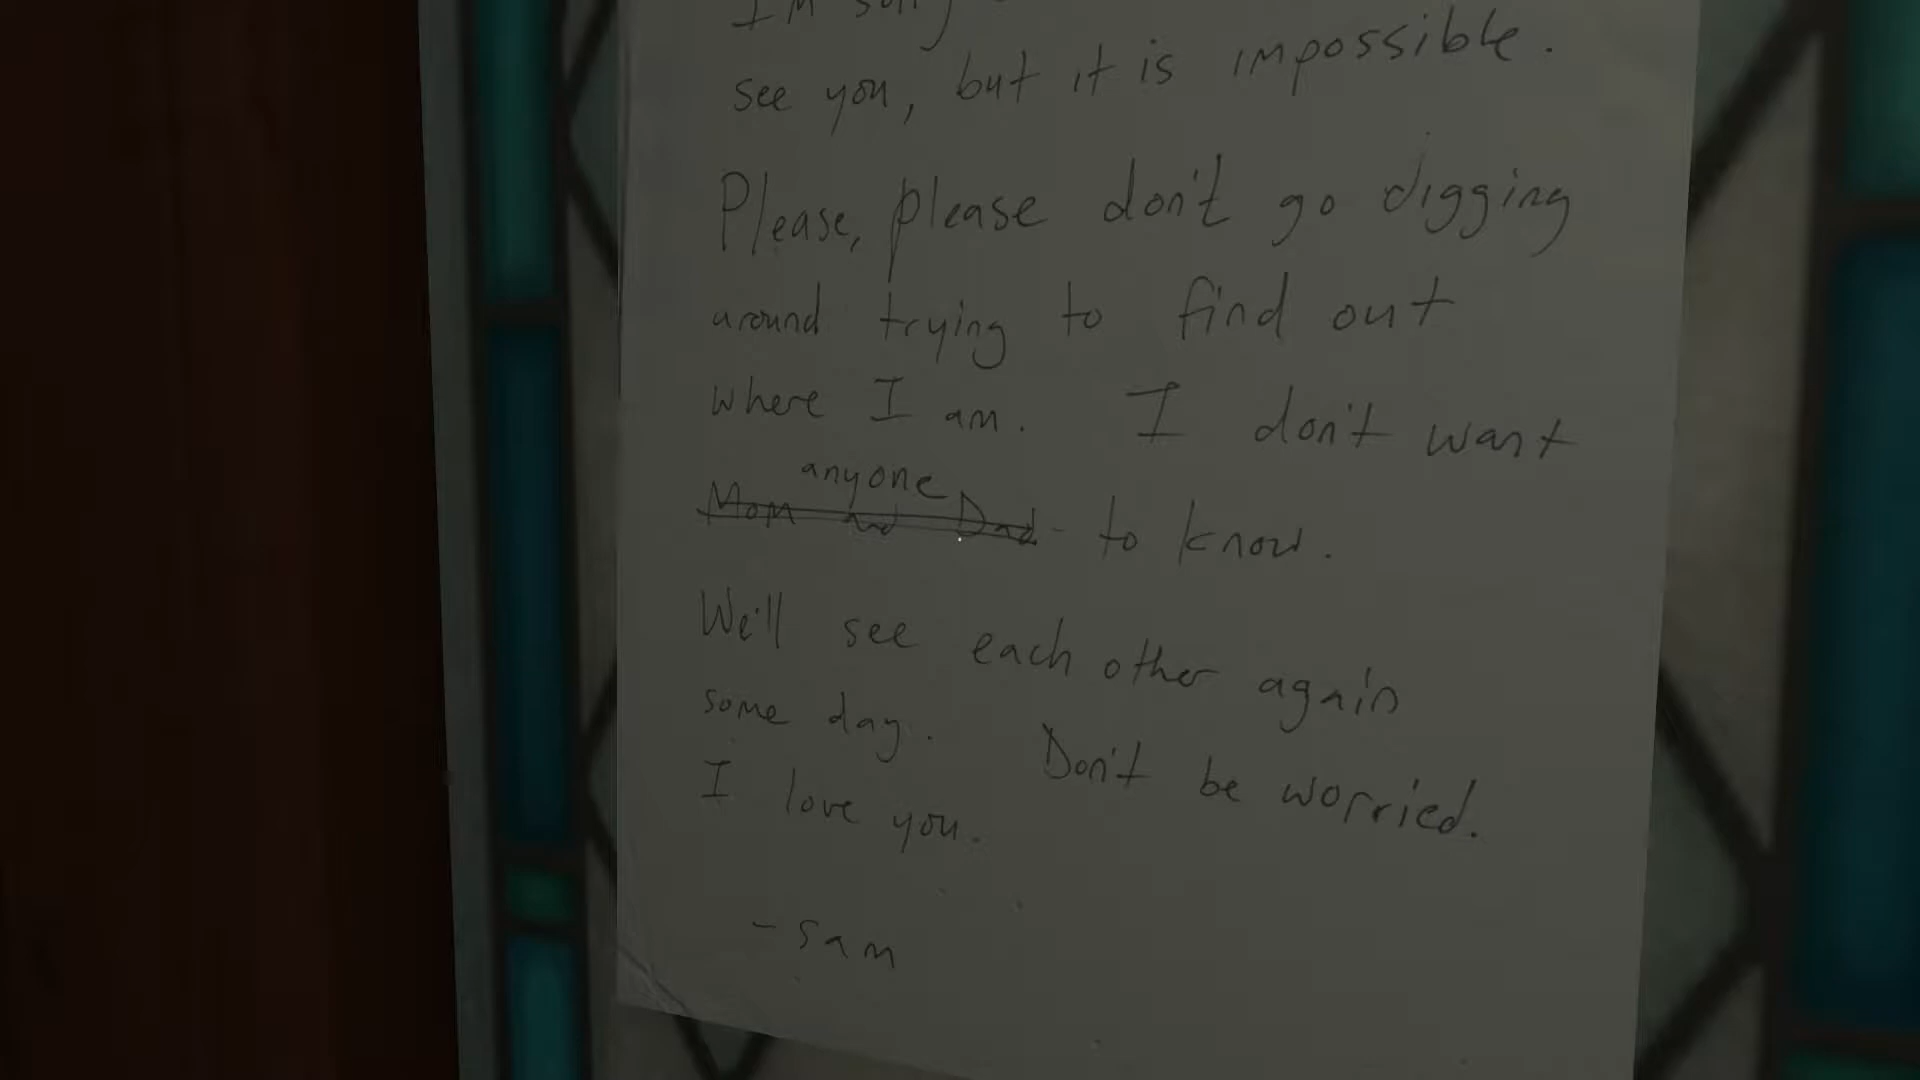 I'm sorry
see you, but it is impossible.
Please, please don't go digging
around trying to find out
where I am. I don't want
anyone
Mom and Dad to know.
We'll see each other again
some day. Don't be worried.
I love you.
- Sam